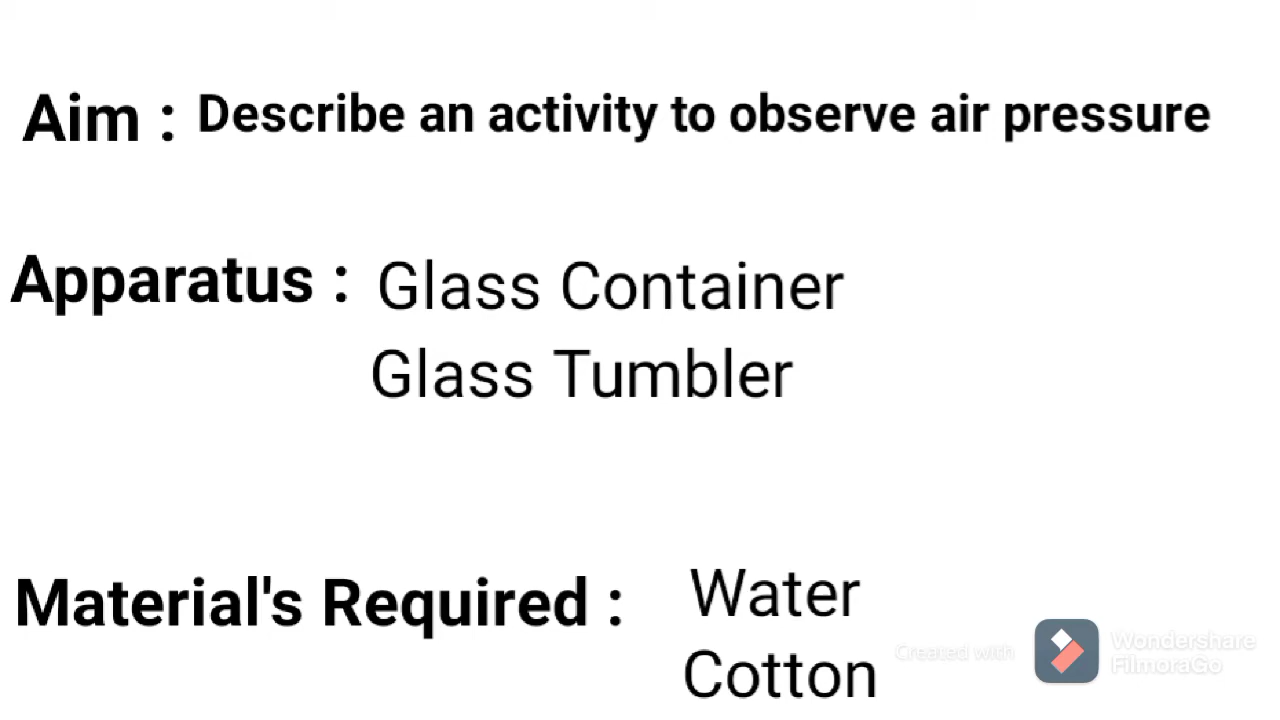 Aim : Describe an activity to observe air pressure
Apparatus : Glass Container
Glass Tumbler
Material's Required : Water
Cotton
Created with Wondershare
FilmoraGo